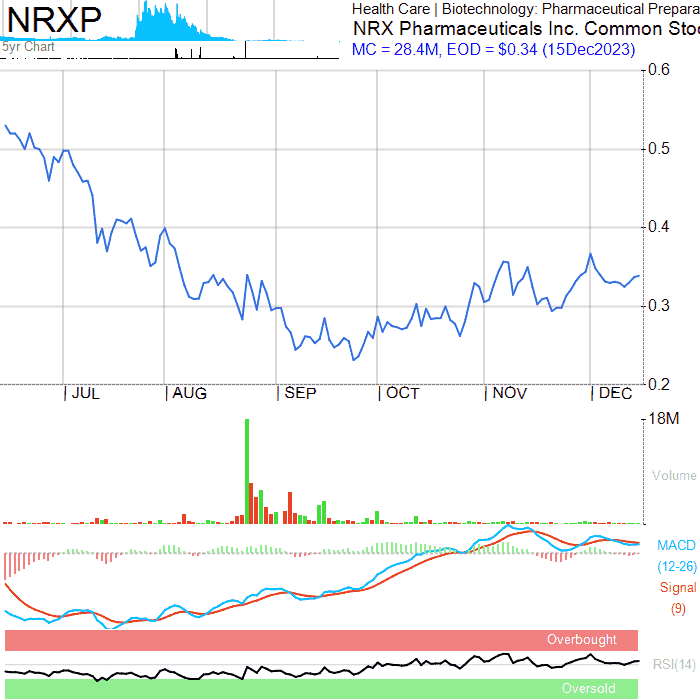 NRXP
Health Care | Biotechnology: Pharmaceutical Prepara
NRX Pharmaceuticals Inc. Common Stoc
5yr Chart
MC = 28.4M, EOD = $0.34 (15Dec2023)
0.6
0.5
0.4
0.3
0.2
| JUL | AUG | SEP | OCT | NOV | DEC
18M
Volume
MACD
(12-26)
Signal
(9)
Overbought
RSI(14)
Oversold